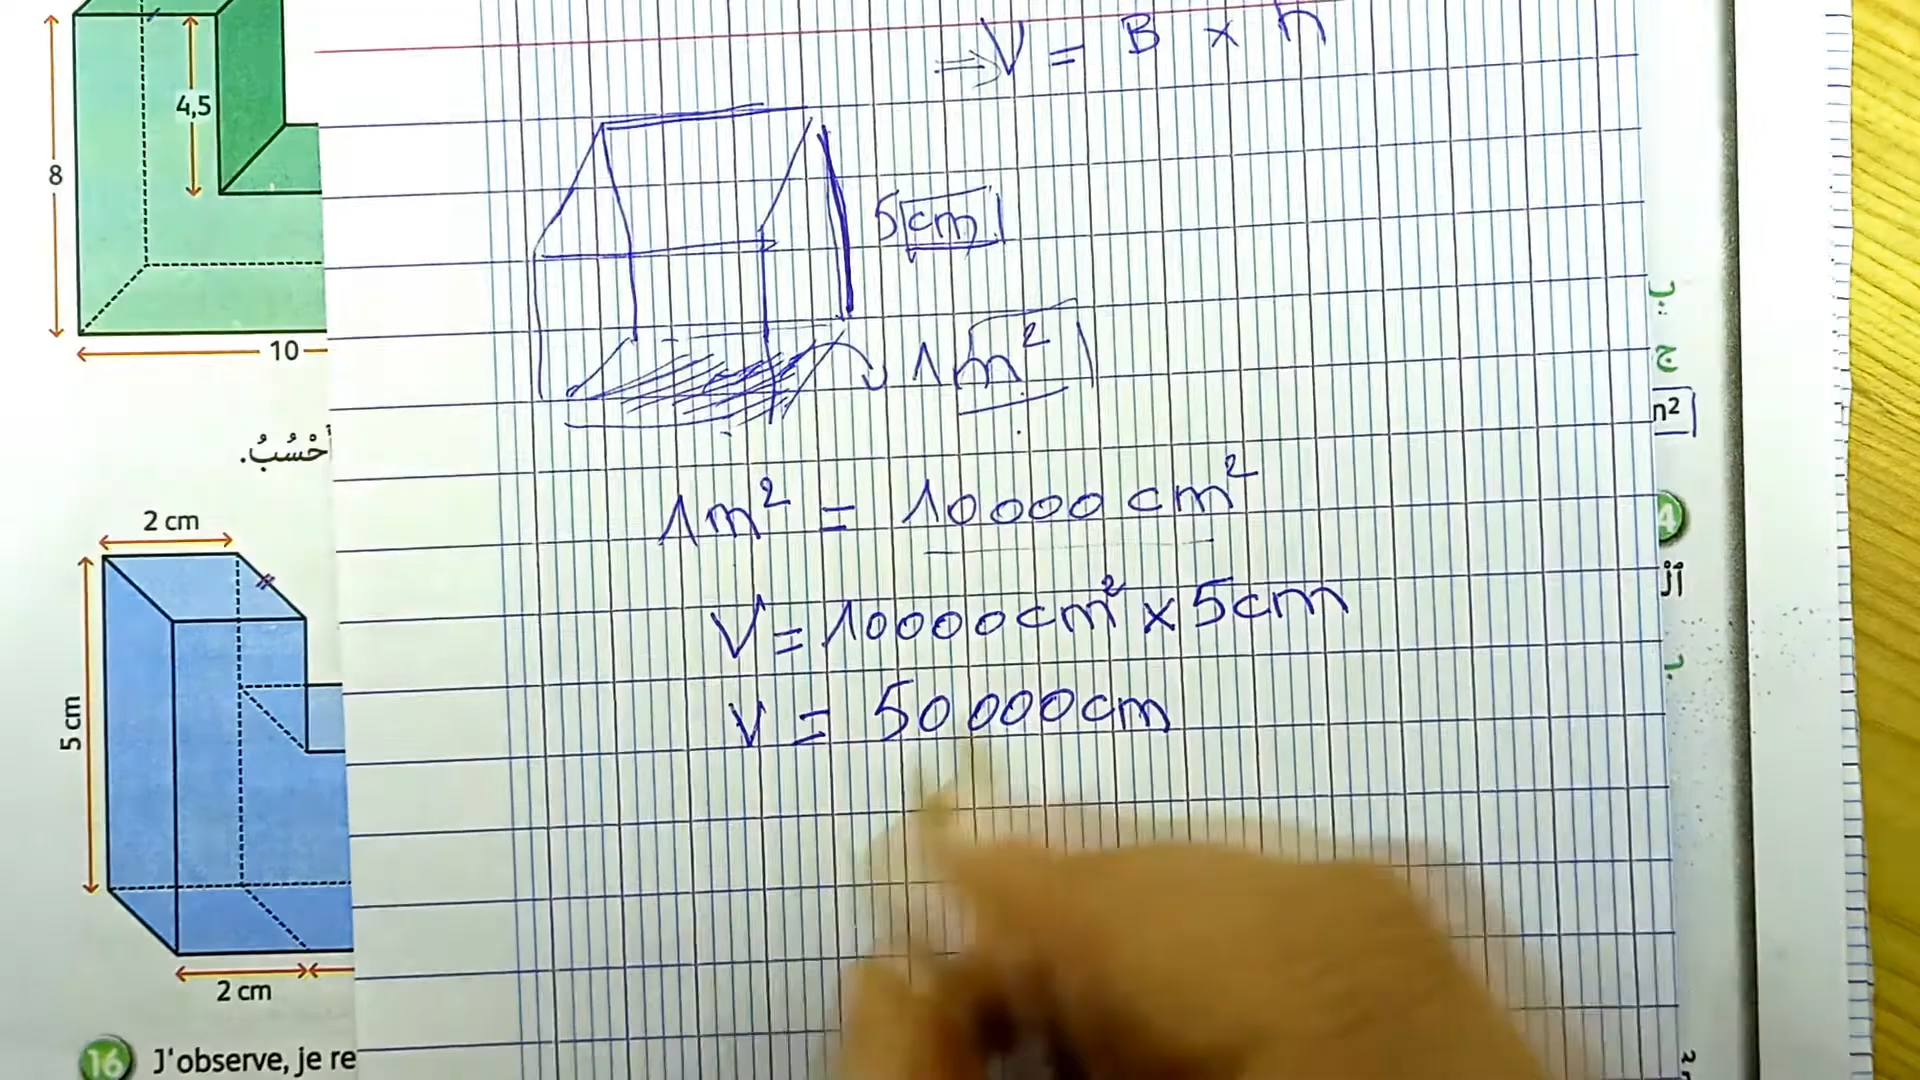 ⇒ V = B × h
4,5
8
5 cm
1 m²
n²
10
أَحْسُبُ.
1m² = 10000 cm²
4
2 cm
V = 10000cm² × 5cm
5 cm
V = 50000cm
2 cm
16 J'observe, je re